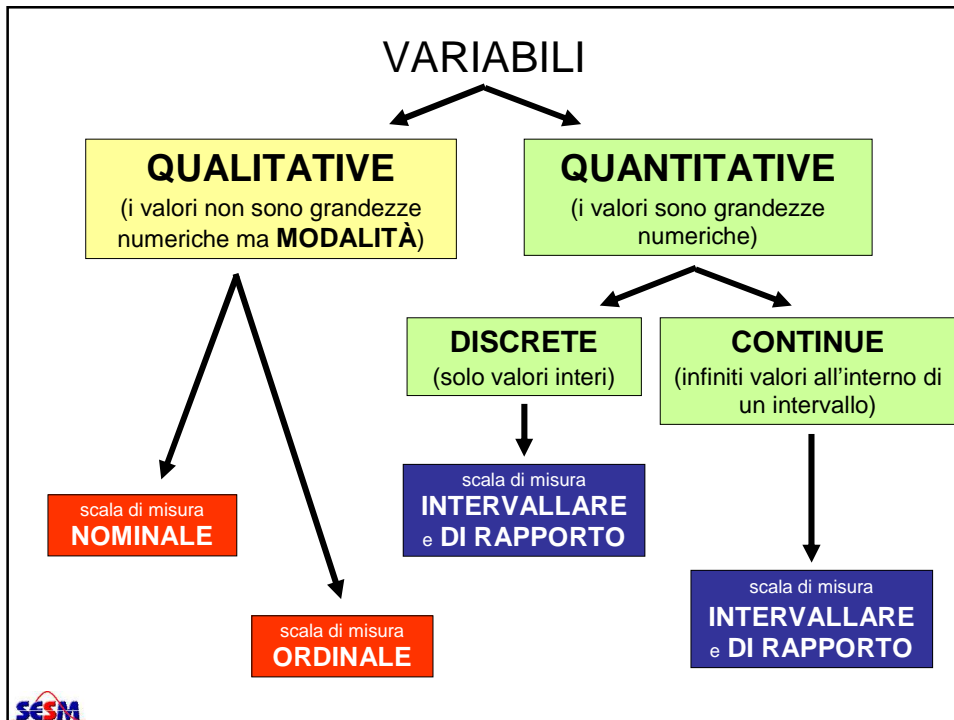 VARIABILI
QUALITATIVE
(i valori non sono grandezze
numeriche ma MODALITÀ)
QUANTITATIVE
(i valori sono grandezze
numeriche)
DISCRETE
(solo valori interi)
CONTINUE
(infiniti valori all'interno di
un intervallo)
scala di misura
NOMINALE
scala di misura
ORDINALE
scala di misura
INTERVALLARE
e DI RAPPORTO
scala di misura
INTERVALLARE
e DI RAPPORTO
SESM